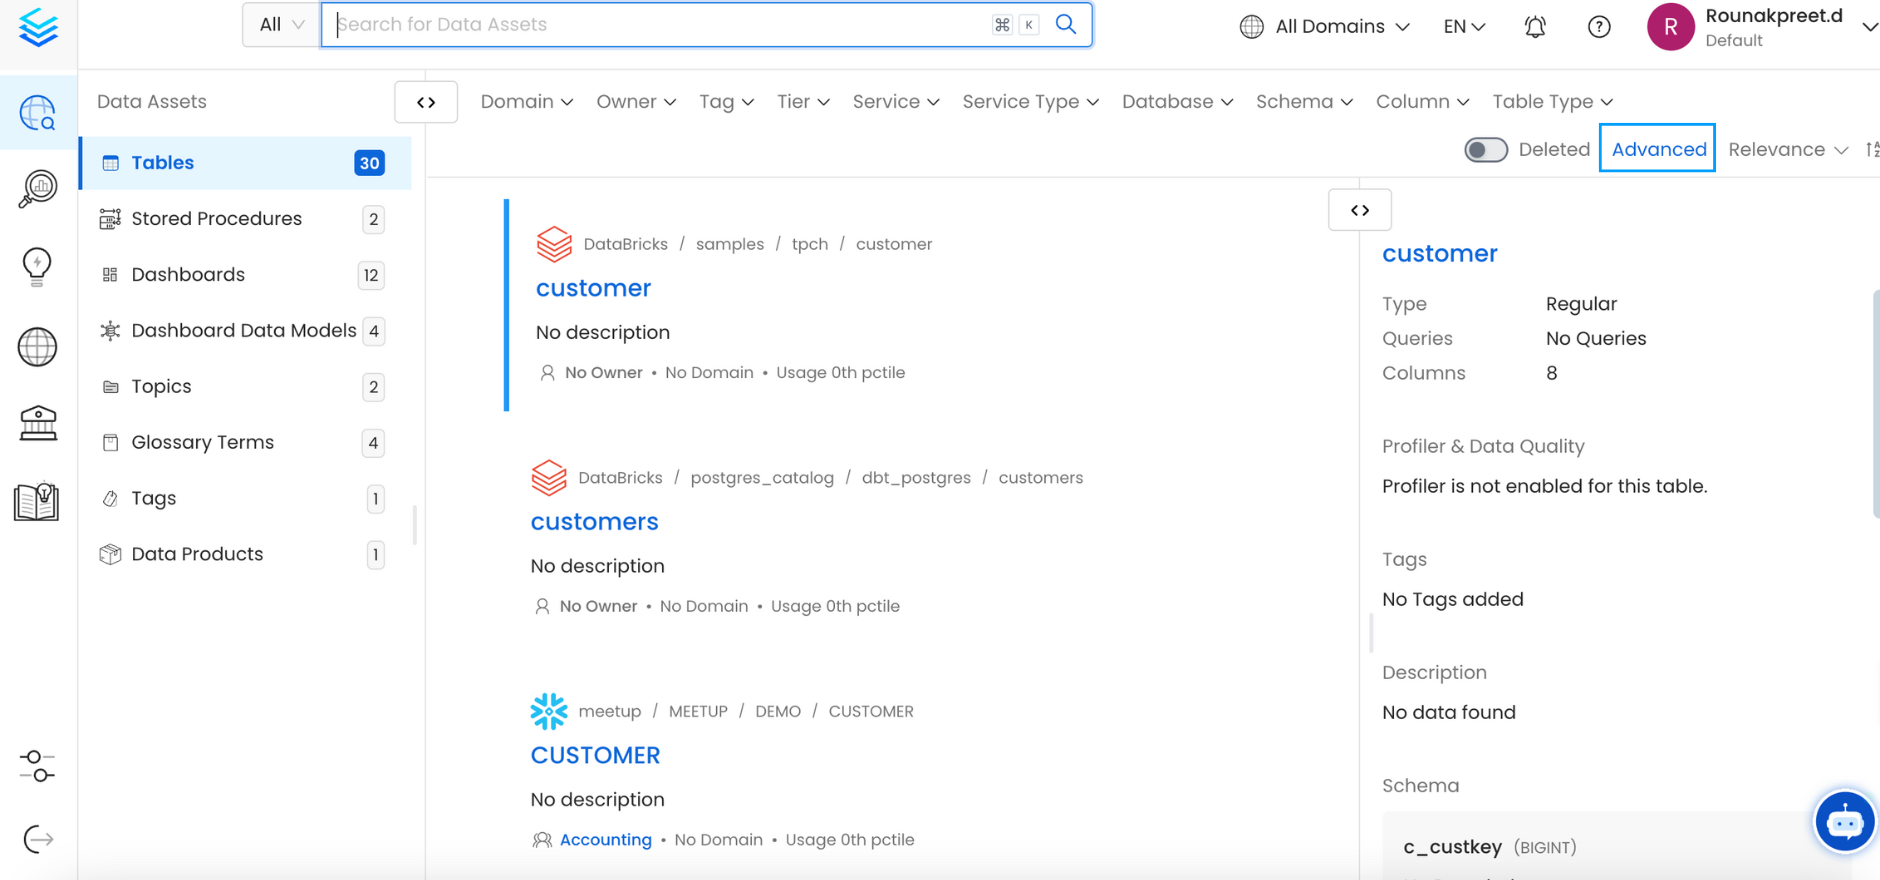 All
Search for Data Assets
⌘ K
All Domains
EN
R
Rounakpreet.d
Default
Data Assets
Tables 30
Stored Procedures 2
Dashboards 12
Dashboard Data Models 4
Topics 2
Glossary Terms 4
Tags 1
Data Products 1
Domain Owner Tag Tier Service Service Type Database Schema Column Table Type
Deleted Advanced Relevance
DataBricks / samples / tpch / customer
customer
No description
No Owner • No Domain • Usage 0th pctile
DataBricks / postgres_catalog / dbt_postgres / customers
customers
No description
No Owner • No Domain • Usage 0th pctile
meetup / MEETUP / DEMO / CUSTOMER
CUSTOMER
No description
Accounting • No Domain • Usage 0th pctile
customer
Type Regular
Queries No Queries
Columns 8
Profiler & Data Quality
Profiler is not enabled for this table.
Tags
No Tags added
Description
No data found
Schema
c_custkey (BIGINT)